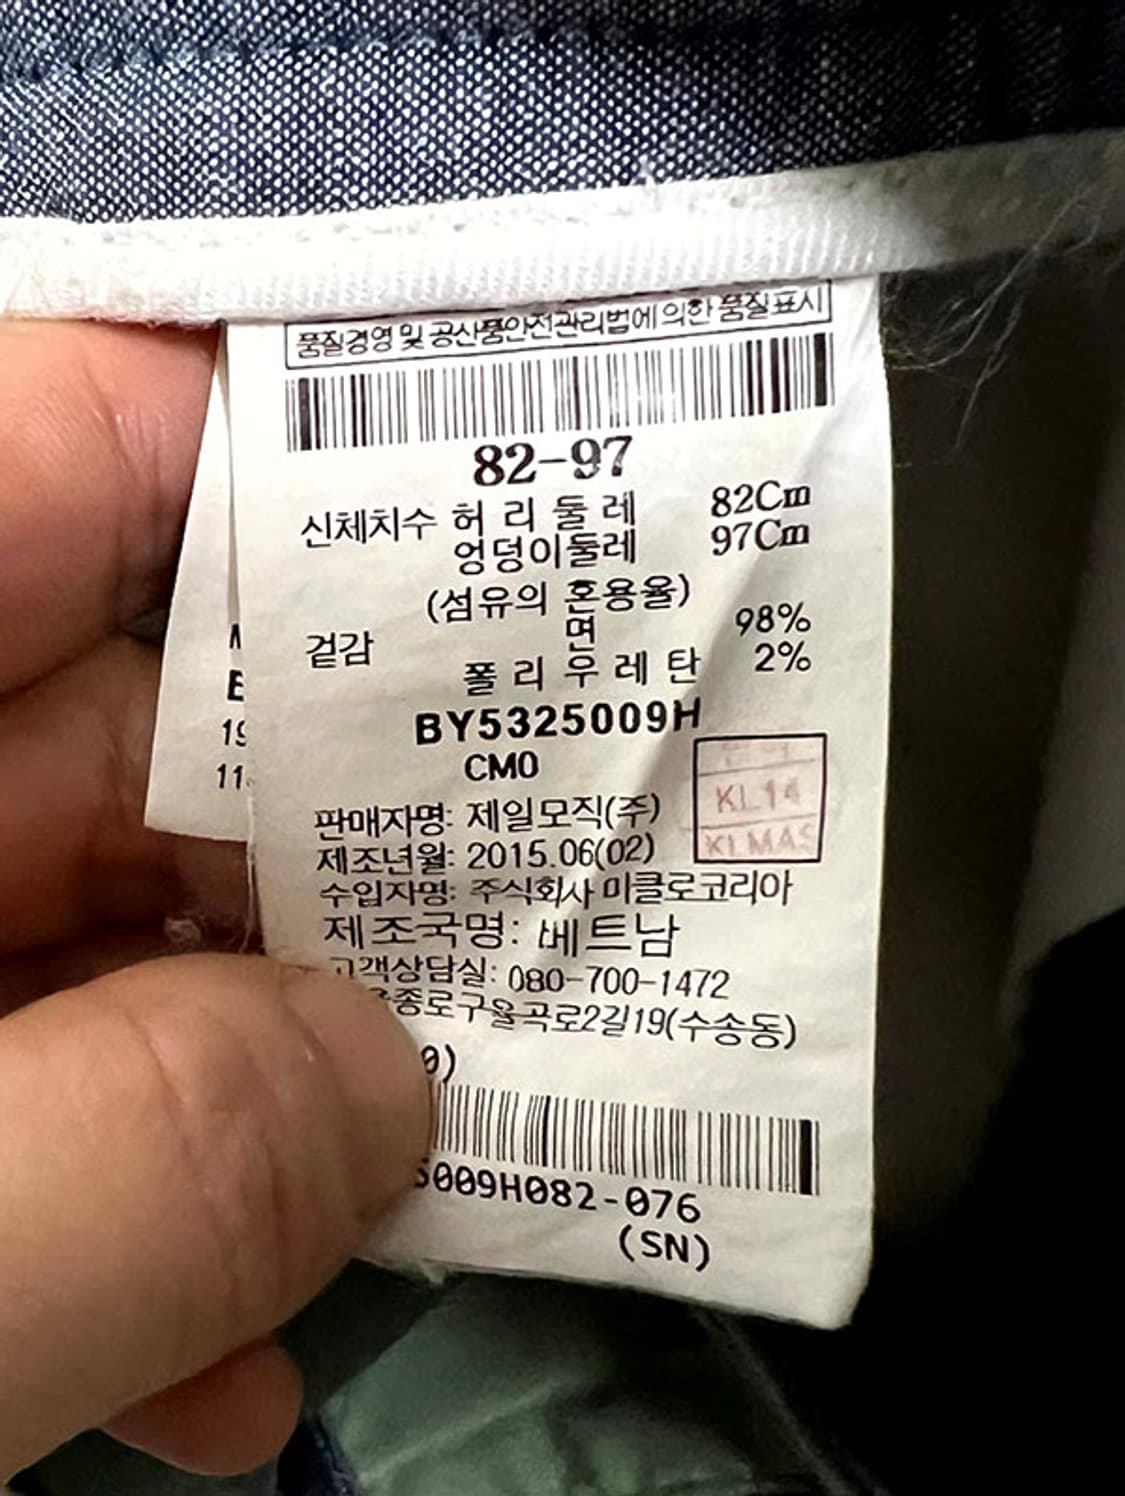 품질경영 및 공산품안전관리법에 의한 품질표시
82-97
신체치수 허리둘레 82Cm
엉덩이둘레 97Cm
(섬유의 혼용율)
겉감 면 98%
폴리우레탄 2%
BY5325009H
CM0
KL14
KLMAS
판매자명: 제일모직(주)
제조년월: 2015.06(02)
수입자명: 주식회사 미클로코리아
제조국명: 베트남
고객상담실: 080-700-1472
종로구율곡로2길19(수송동)
0)
5009H082-076
(SN)
19
11